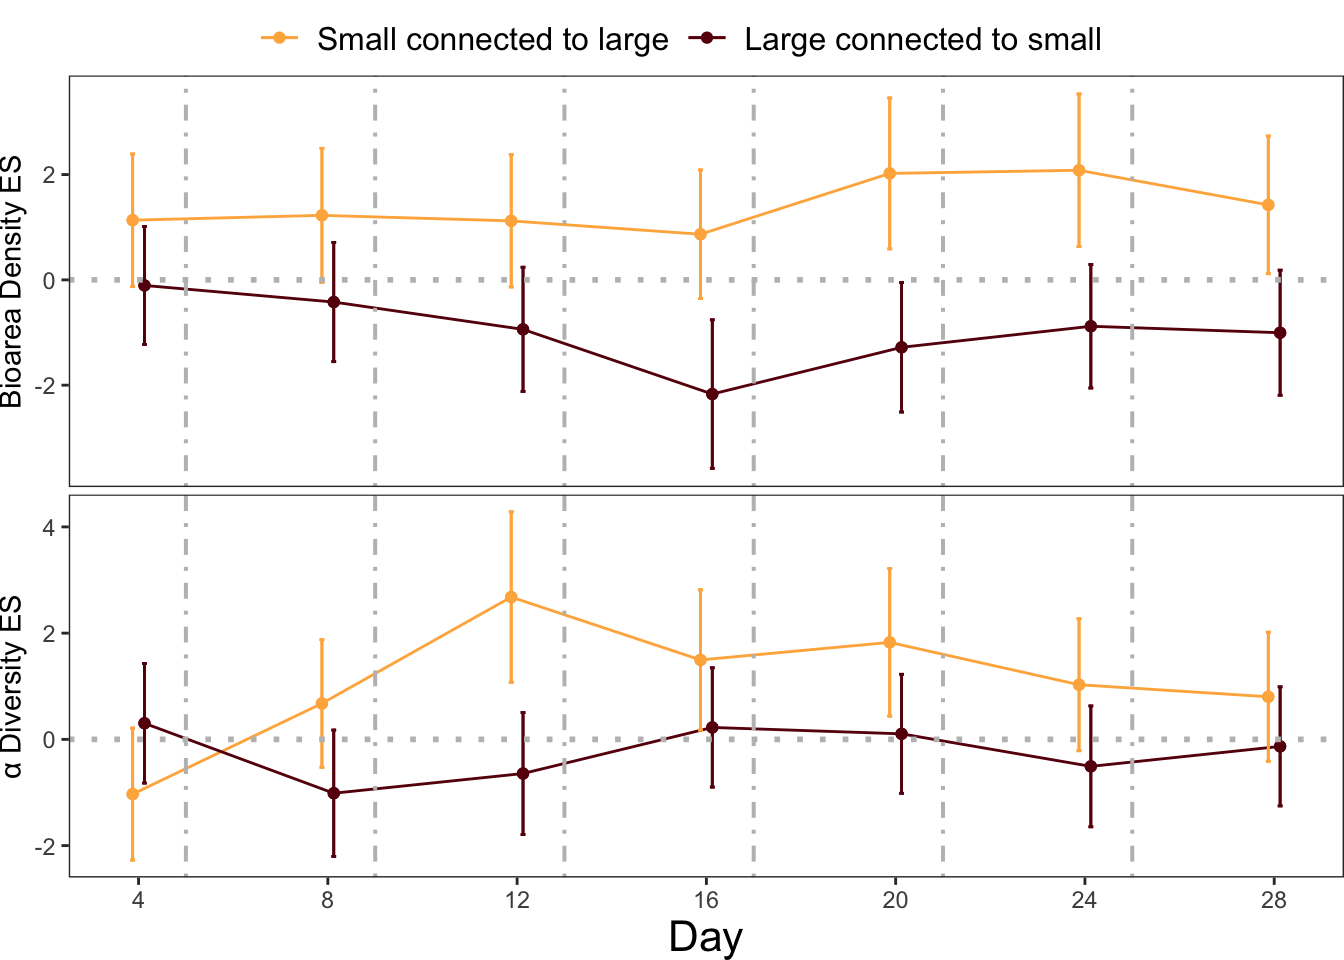 Small connected to large Large connected to small
Bioarea Density ES
2
0
-2
α Diversity ES
4
2
0
-2
4 8 12 16 20 24 28
Day